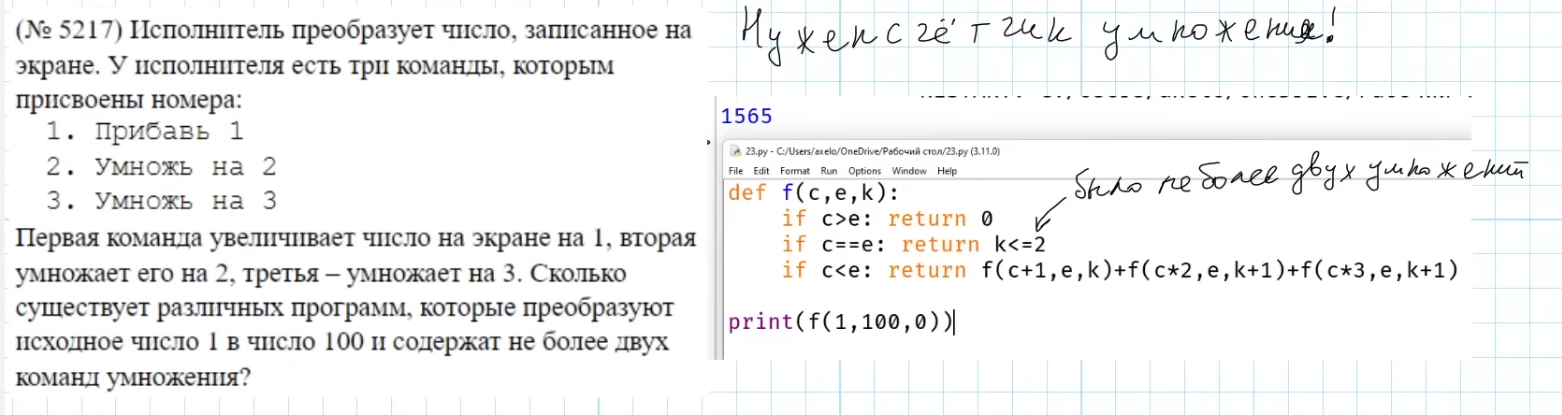 (№ 5217) Исполнитель преобразует число, записанное на
экране. У исполнителя есть три команды, которым
присвоены номера:
1. Прибавь 1
2. Умножь на 2
3. Умножь на 3
Первая команда увеличивает число на экране на 1, вторая
умножает его на 2, третья – умножает на 3. Сколько
существует различных программ, которые преобразуют
исходное число 1 в число 100 и содержат не более двух
команд умножения?
Нужен счётчик умножения!
1565
23.py - C:/Users/axelo/OneDrive/Рабочий стол/23.py (3.11.0)
File Edit Format Run Options Window Help
было не более двух умножений
def f(c,e,k):
if c>e: return 0
if c==e: return k<=2
if c<e: return f(c+1,e,k)+f(c*2,e,k+1)+f(c*3,e,k+1)
print(f(1,100,0))